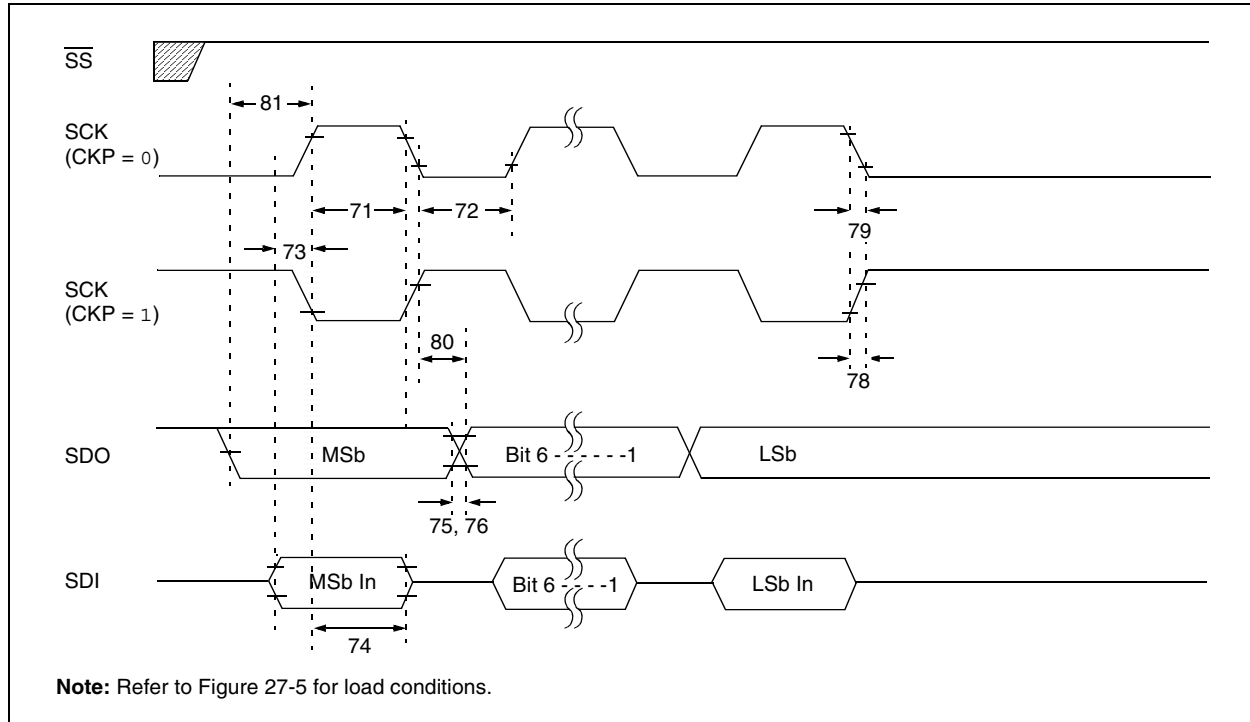 SS
81
SCK
(CKP = 0)
71
72
79
73
SCK
(CKP = 1)
80
78
SDO
MSb
Bit 6 - - - - - - -1
LSb
75, 76
SDI
MSb In
Bit 6 - - - - -1
LSb In
74
Note: Refer to Figure 27-5 for load conditions.